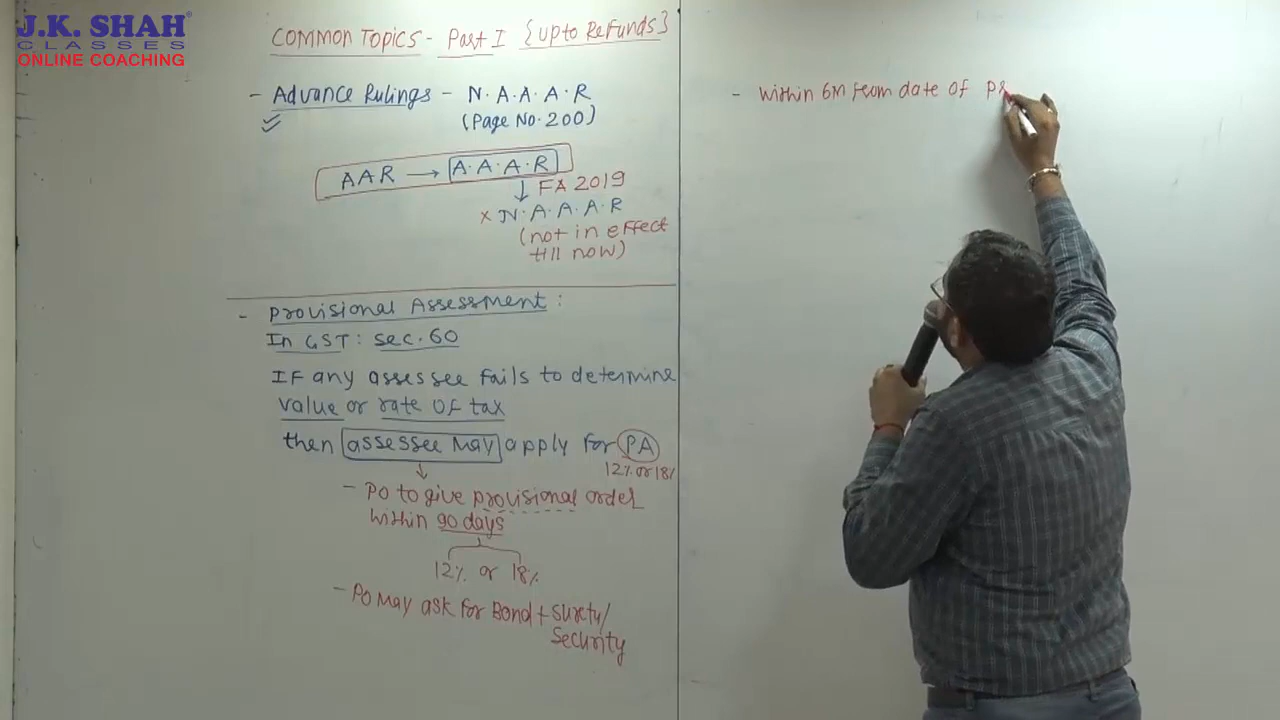 J.K. SHAH®
CLASSES
ONLINE COACHING
COMMON TOPICS - Part I {upto Refunds}
- Advance Rulings - N.A.A.A.R
(Page No. 200)
AAR → A.A.A.R
↓ FA 2019
x N.A.A.A.R
(not in effect
till now)
- Provisional Assessment:
In GST: sec. 60
If any assessee fails to determine
value or rate of tax
then assessee may apply for PA
12% or 18%
- PO to give provisional order
within 90 days
12% or 18%
- PO may ask for Bond + surety/
security
- within 6M from date of